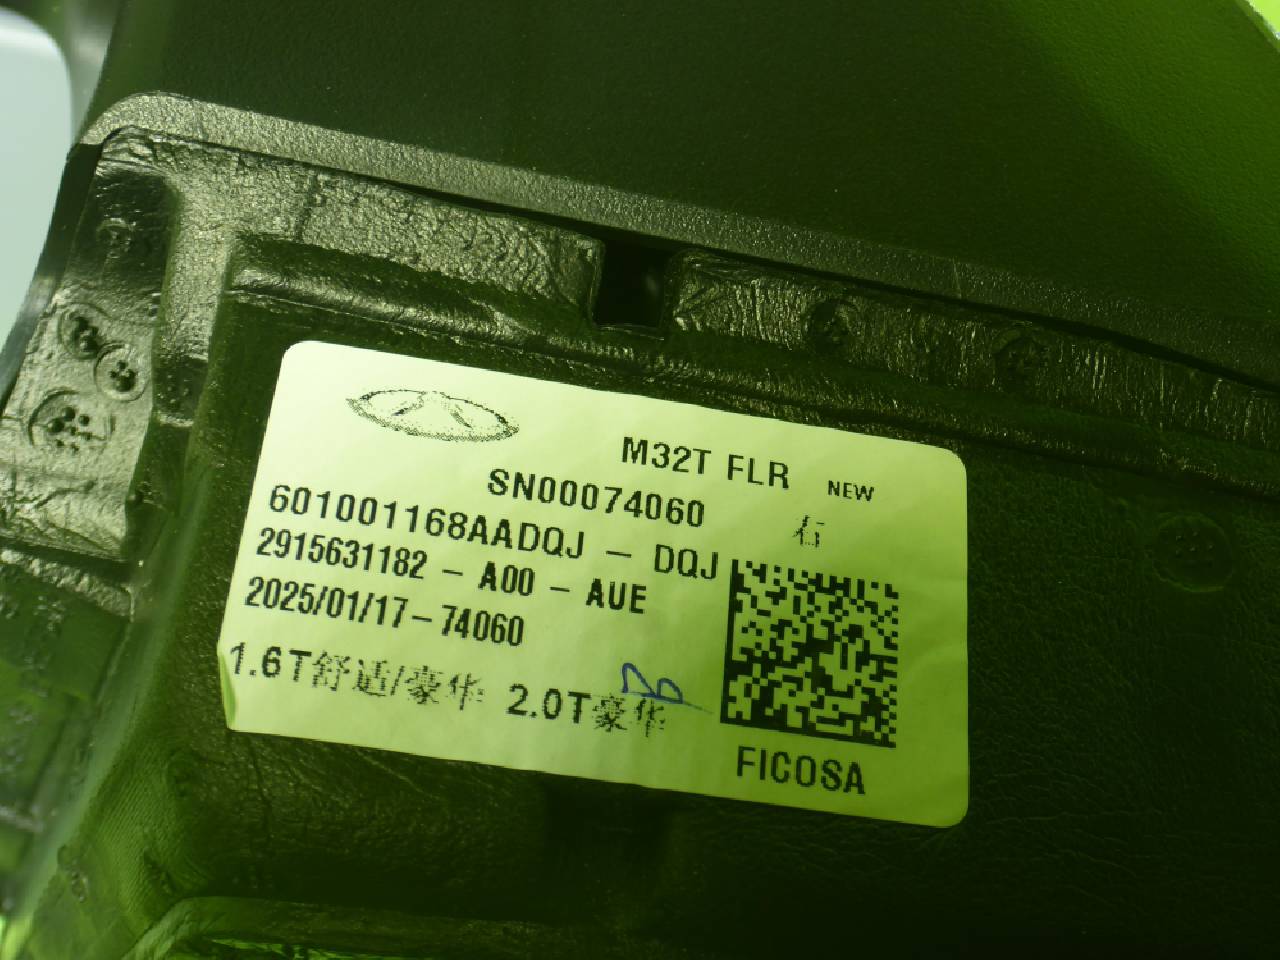 M32T FLR NEW
SN00074060
601001168AADQJ - DQJ
2915631182 - A00 - AUE
2025/01/17-74060
1.6T舒适/豪华 2.0T豪华
FICOSA